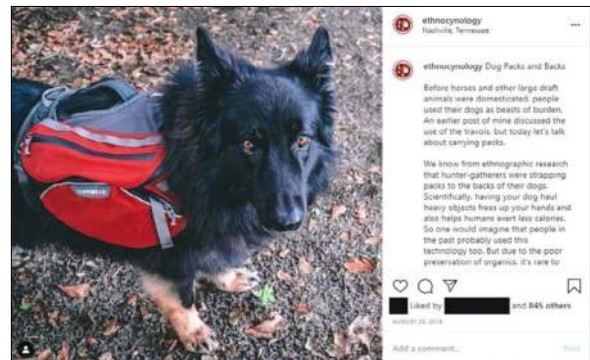 ethnocynology
Nashville, Tennessee
ethnocynology Dog Packs and Backs
Before horses and other large draft
animals were domesticated, people
used their dogs as beasts of burden.
An earlier post of mine discussed the
use of the travois, but today let's talk
about carrying packs.
We know from ethnographic research
that hunter-gatherers were strapping
packs to the backs of their dogs.
Scientifically, having your dog haul
heavy objects frees up your hands and
also helps humans exert less calories.
So one would imagine that people in
the past probably used this
technology too. But due to the poor
preservation of organics, it's rare to
Liked by and 845 others
Add a comment...
Post